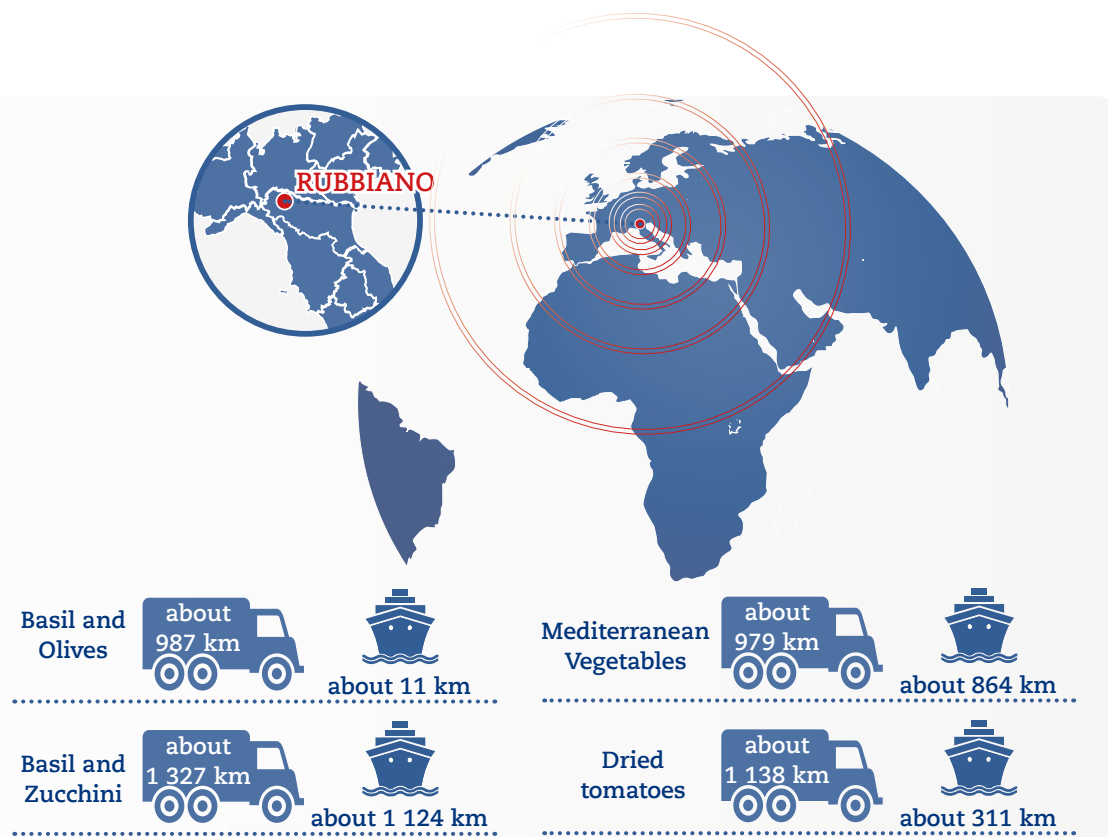 RUBBIANO
Basil and
Olives
about
987 km
about 11 km
Mediterranean
Vegetables
about
979 km
about 864 km
Basil and
Zucchini
about
1 327 km
about 1 124 km
Dried
tomatoes
about
1 138 km
about 311 km